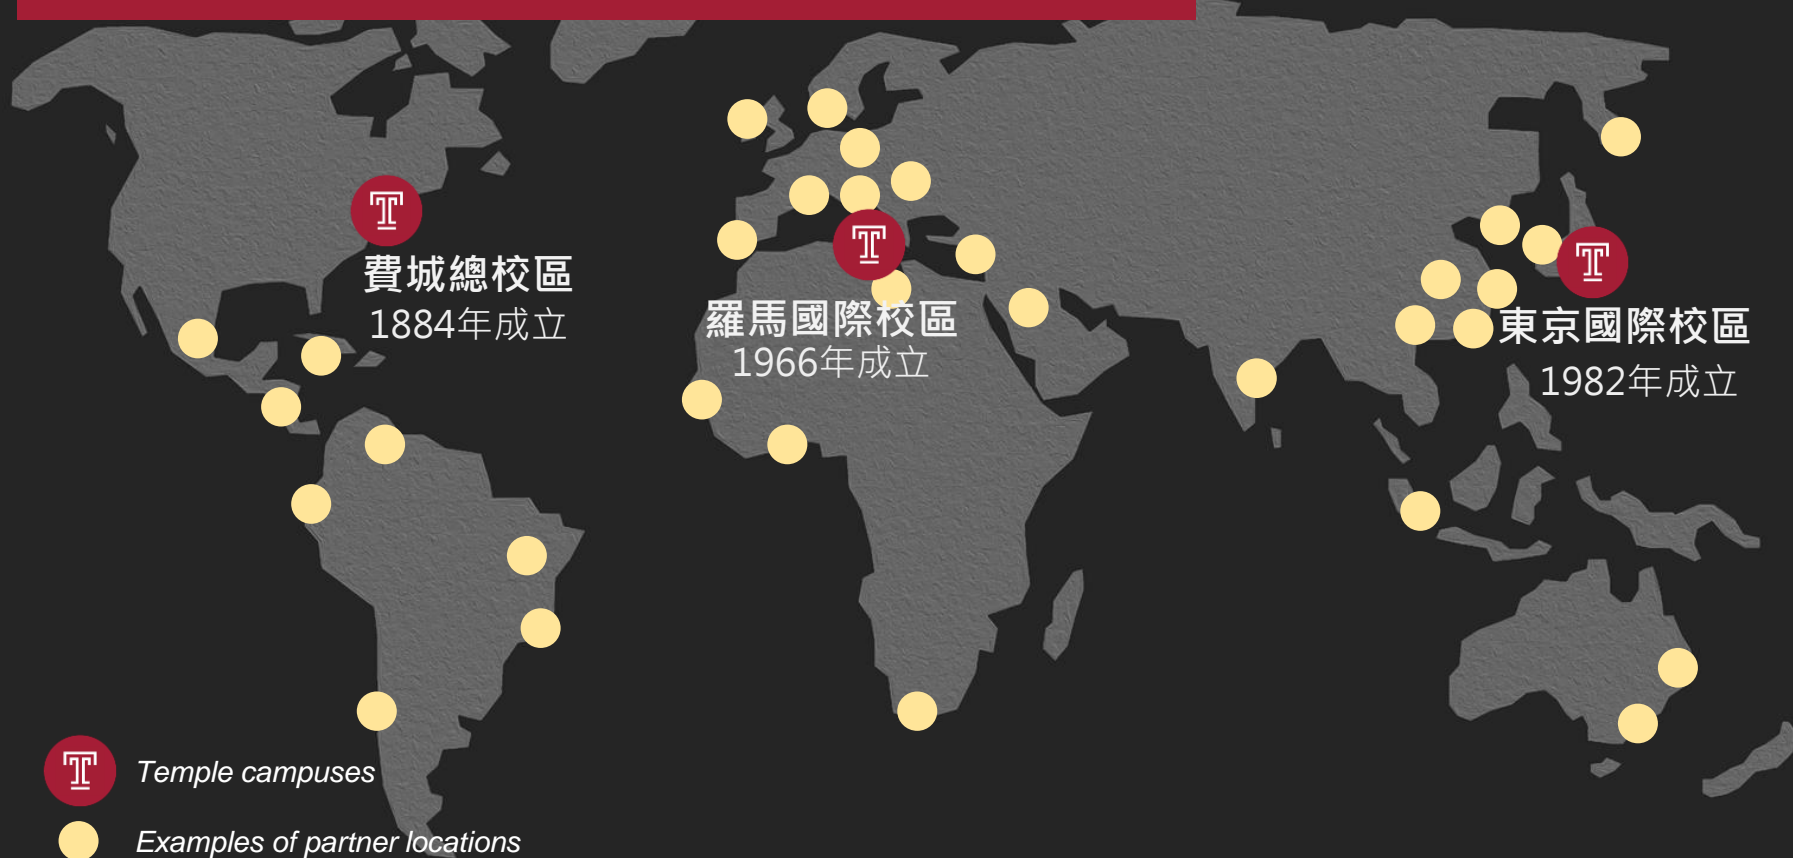 費城總校區
1884年成立
羅馬國際校區
1966年成立
東京國際校區
1982年成立
Temple campuses
Examples of partner locations